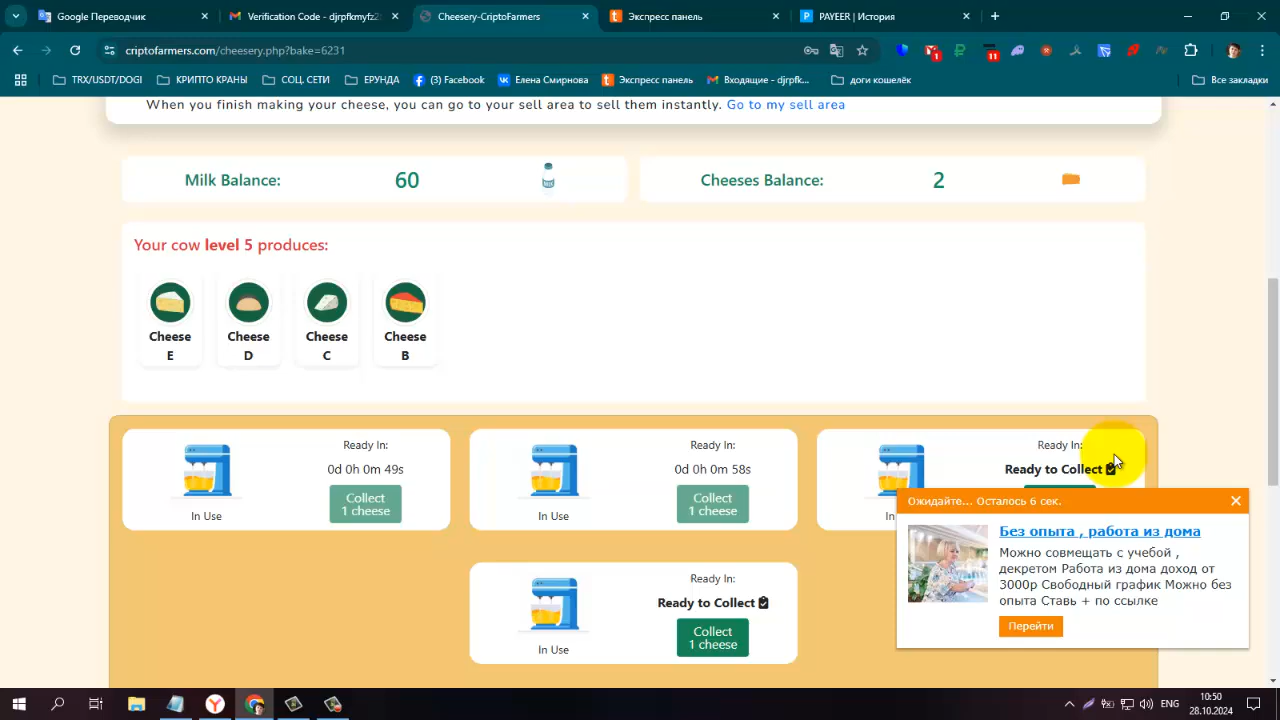 Google Переводчик
Verification Code - djrpfkmyfz2
Cheesery-CriptoFarmers
Экспресс панель
PAYEER | История
criptofarmers.com/cheesery.php?bake=6231
1
11
TRX/USDT/DOGI
КРИПТО КРАНЫ
СОЦ. СЕТИ
ЕРУНДА
(3) Facebook
Елена Смирнова
Экспресс панель
Входящие - djrpfk...
доги кошелёк
Все закладки
When you finish making your cheese, you can go to your sell area to sell them instantly. Go to my sell area
Milk Balance: 60
Cheeses Balance: 2
Your cow level 5 produces:
Cheese E
Cheese D
Cheese C
Cheese B
Ready In:
0d 0h 0m 49s
Collect
1 cheese
In Use
Ready In:
0d 0h 0m 58s
Collect
1 cheese
In Use
Ready In:
Ready to Collect
In
Ready In:
Ready to Collect
Collect
1 cheese
In Use
Ожидайте... Осталось 6 сек.
Без опыта , работа из дома
Можно совмещать с учебой ,
декретом Работа из дома доход от
3000р Свободный график Можно без
опыта Ставь + по ссылке
Перейти
ENG
10:50
28.10.2024